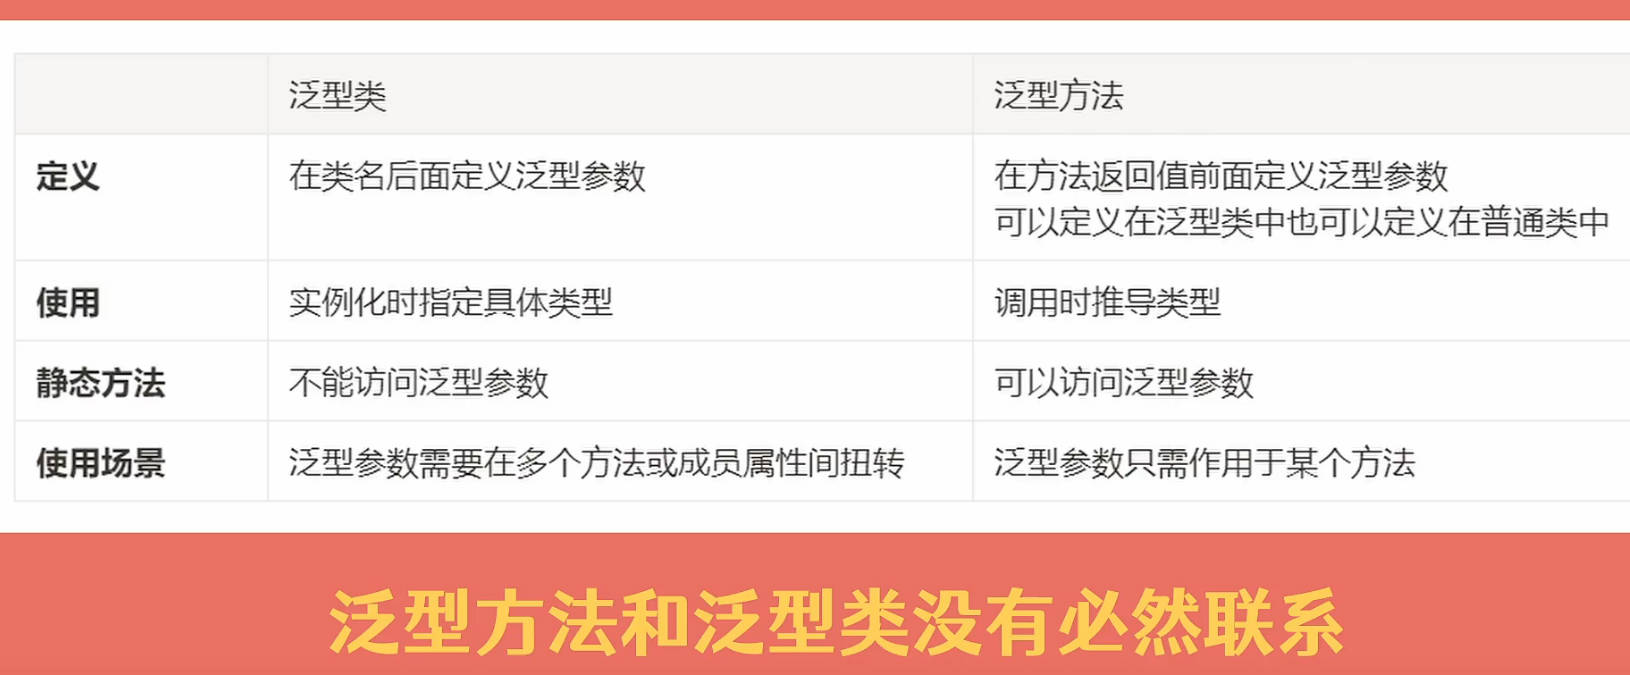 泛型类 泛型方法
定义 在类名后面定义泛型参数 在方法返回值前面定义泛型参数
可以定义在泛型类中也可以定义在普通类中
使用 实例化时指定具体类型 调用时推导类型
静态方法 不能访问泛型参数 可以访问泛型参数
使用场景 泛型参数需要在多个方法或成员属性间扭转 泛型参数只需作用于某个方法
泛型方法和泛型类没有必然联系